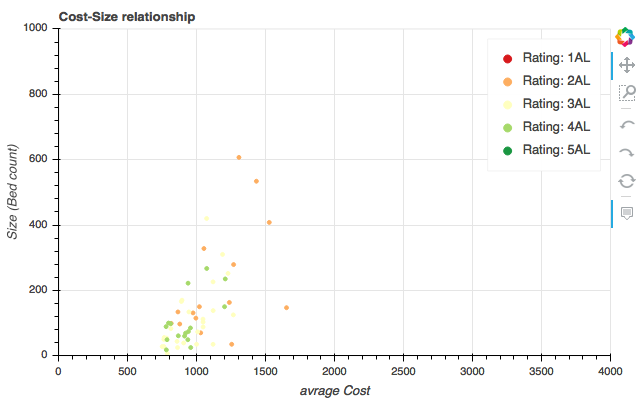 Cost-Size relationship
1000
800
600
400
200
0
Size (Bed count)
Rating: 1AL
Rating: 2AL
Rating: 3AL
Rating: 4AL
Rating: 5AL
0 500 1000 1500 2000 2500 3000 3500 4000
avrage Cost